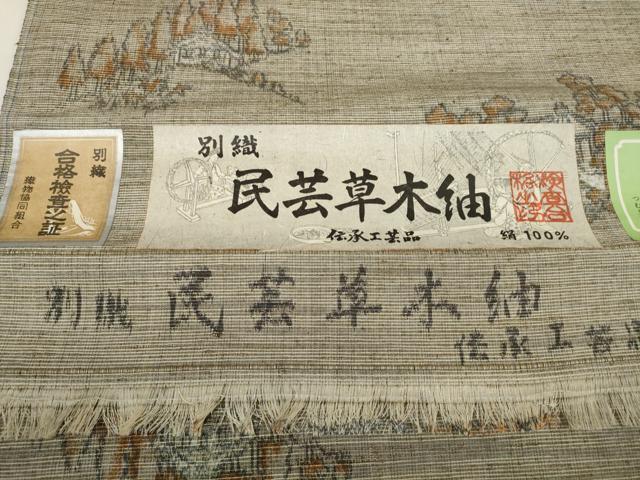 別織
合格検査之証
織物協同組合
別織
民芸草木紬
伝承工芸品
絹100%
別織 民芸草木紬
伝承工芸